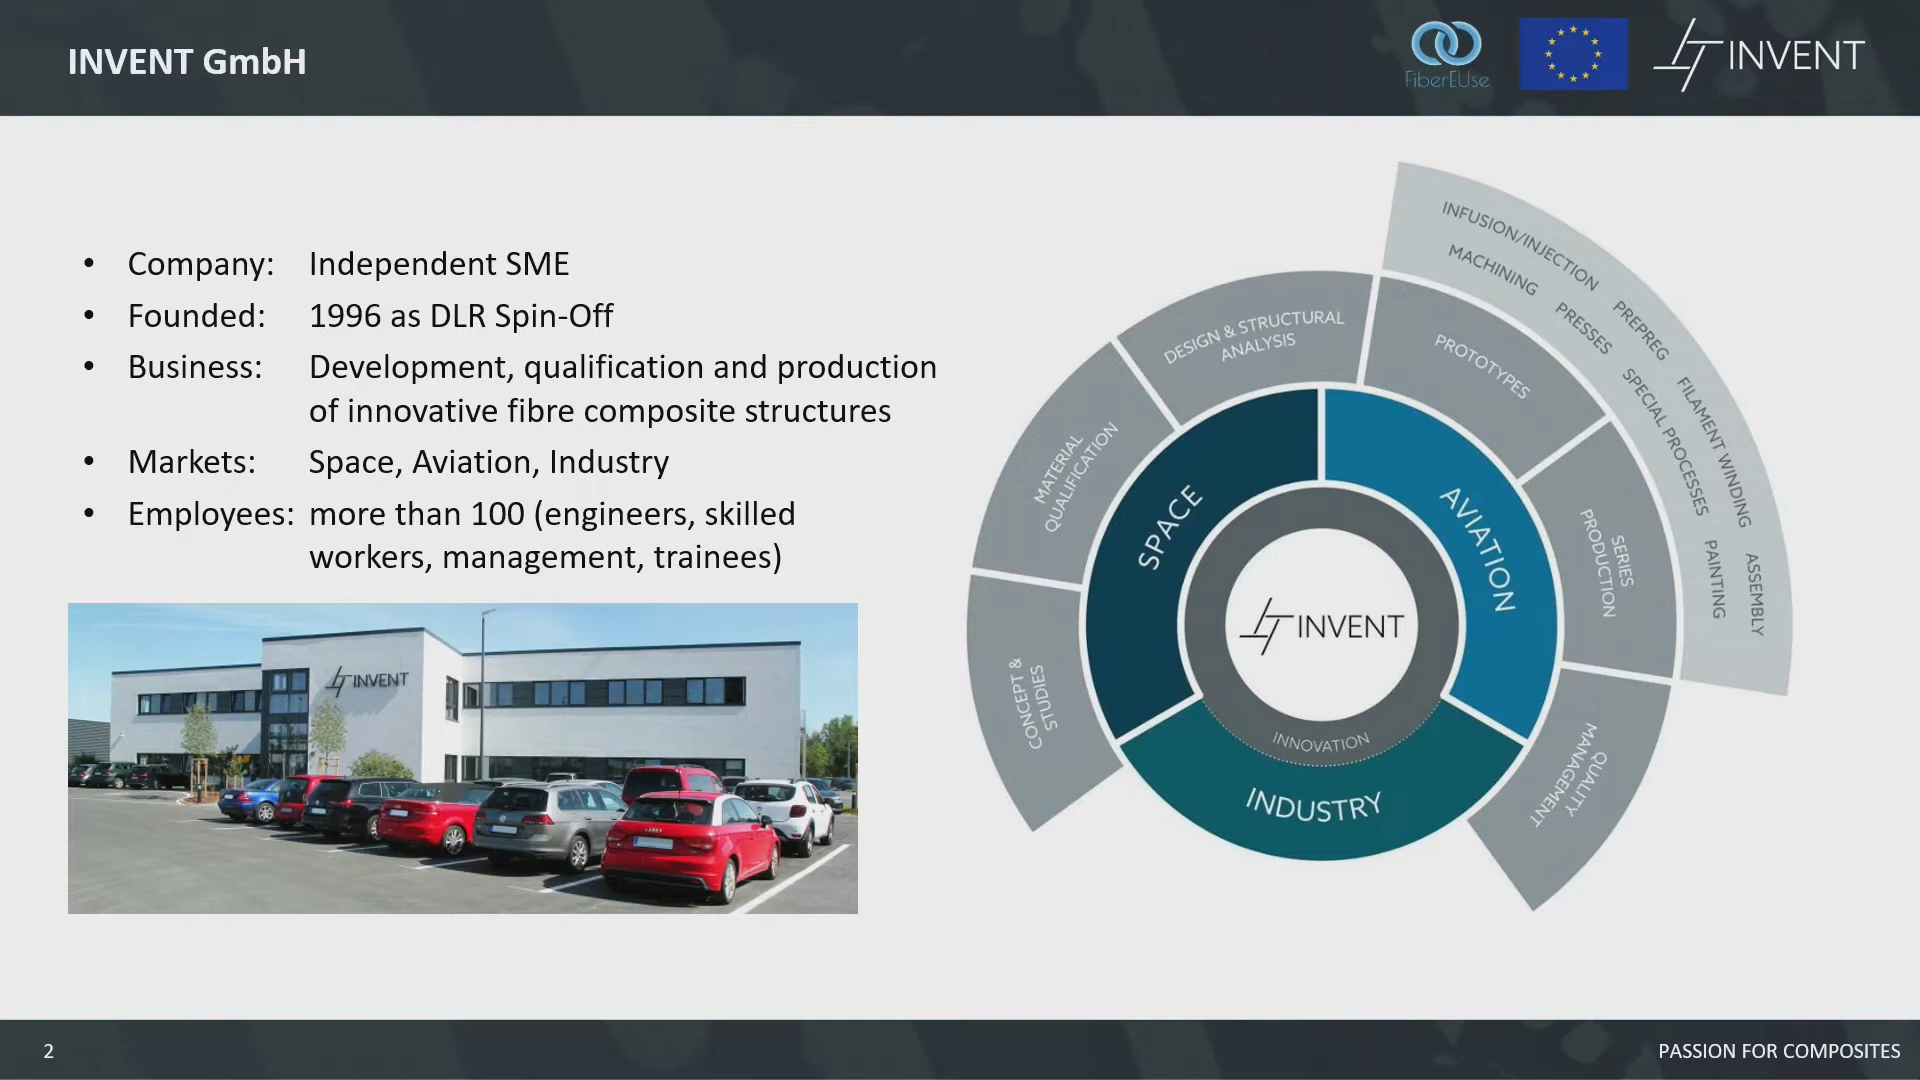 INVENT GmbH
FiberEUse
INVENT
• Company: Independent SME
• Founded: 1996 as DLR Spin-Off
• Business: Development, qualification and production
of innovative fibre composite structures
• Markets: Space, Aviation, Industry
• Employees: more than 100 (engineers, skilled
workers, management, trainees)
INVENT
CONCEPT &
STUDIES
MATERIAL
QUALIFICATION
DESIGN & STRUCTURAL
ANALYSIS
PROTOTYPES
SERIES
PRODUCTION
QUALITY
MANAGEMENT
INFUSION/INJECTION PREPREG FILAMENT WINDING ASSEMBLY
MACHINING PRESSES SPECIAL PROCESSES PAINTING
SPACE
AVIATION
INDUSTRY
INNOVATION
INVENT
2
PASSION FOR COMPOSITES